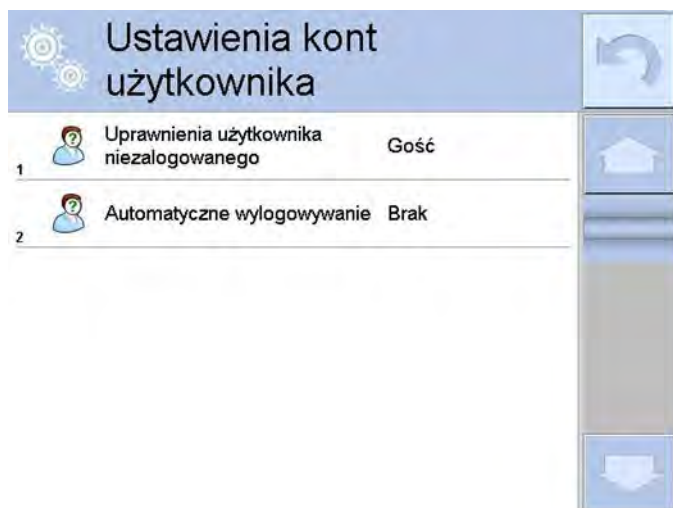 Ustawienia kont
użytkownika
Uprawnienia użytkownika
niezalogowanego
Gość
1
Automatyczne wylogowywanie Brak
2